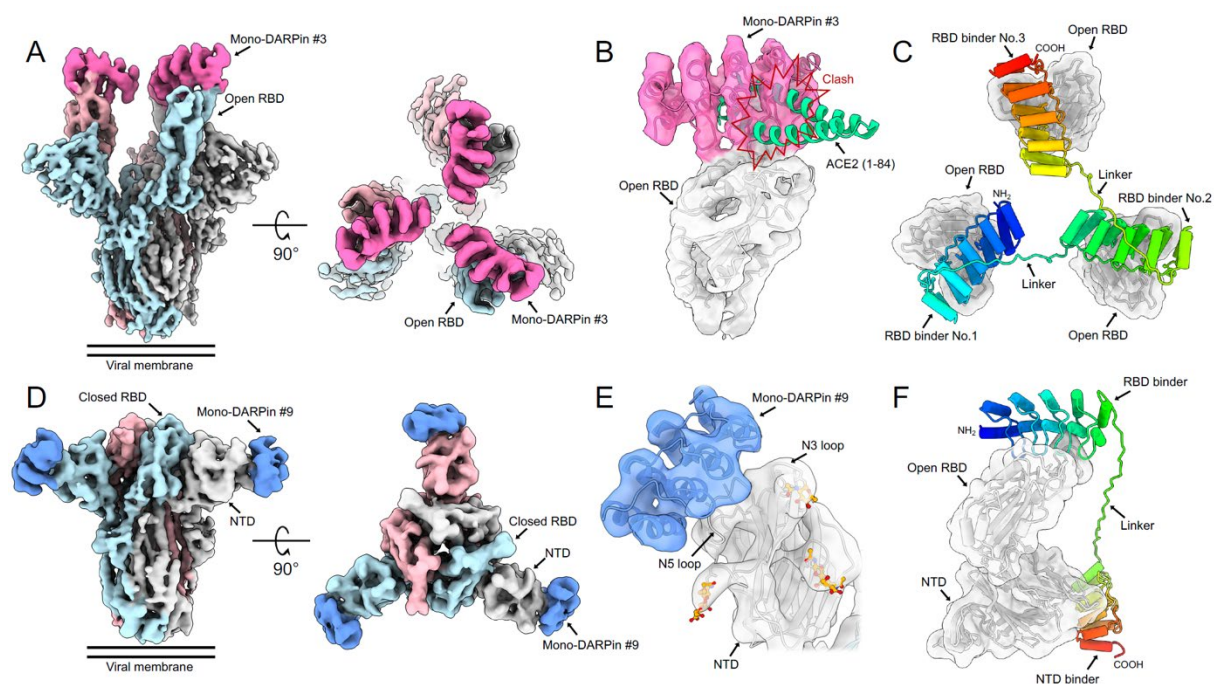 A
Mono-DARPin #3
Open RBD
90°
Viral membrane
Open RBD
Mono-DARPin #3
B
Mono-DARPin #3
Clash
ACE2 (1-84)
Open RBD
C
RBD binder No.3
COOH
Open RBD
Open RBD
NH2
Linker
RBD binder No.2
Linker
RBD binder No.1
Open RBD
D
Closed RBD
Mono-DARPin #9
NTD
90°
Viral membrane
Closed RBD
NTD
Mono-DARPin #9
E
Mono-DARPin #9
N3 loop
N5 loop
NTD
F
RBD binder
NH2
Open RBD
Linker
NTD
COOH
NTD binder